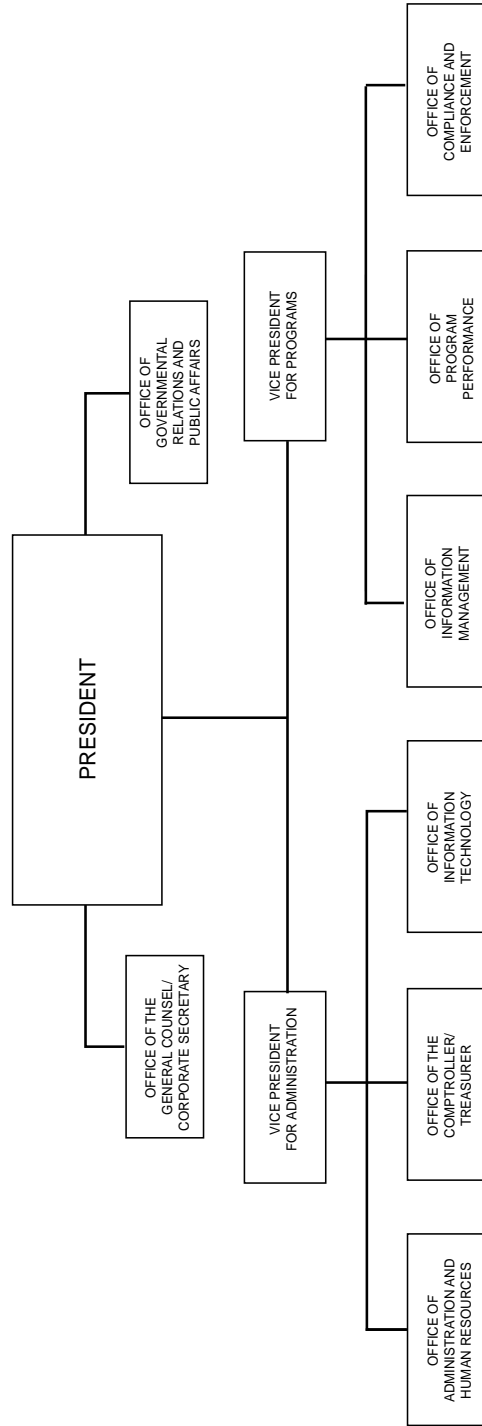 PRESIDENT
OFFICE OF THE
GENERAL COUNSEL/
CORPORATE SECRETARY
OFFICE OF
GOVERNMENTAL
RELATIONS AND
PUBLIC AFFAIRS
VICE PRESIDENT
FOR ADMINISTRATION
VICE PRESIDENT
FOR PROGRAMS
OFFICE OF
ADMINISTRATION AND
HUMAN RESOURCES
OFFICE OF THE
COMPTROLLER/
TREASURER
OFFICE OF
INFORMATION
TECHNOLOGY
OFFICE OF
INFORMATION
MANAGEMENT
OFFICE OF
PROGRAM
PERFORMANCE
OFFICE OF
COMPLIANCE AND
ENFORCEMENT